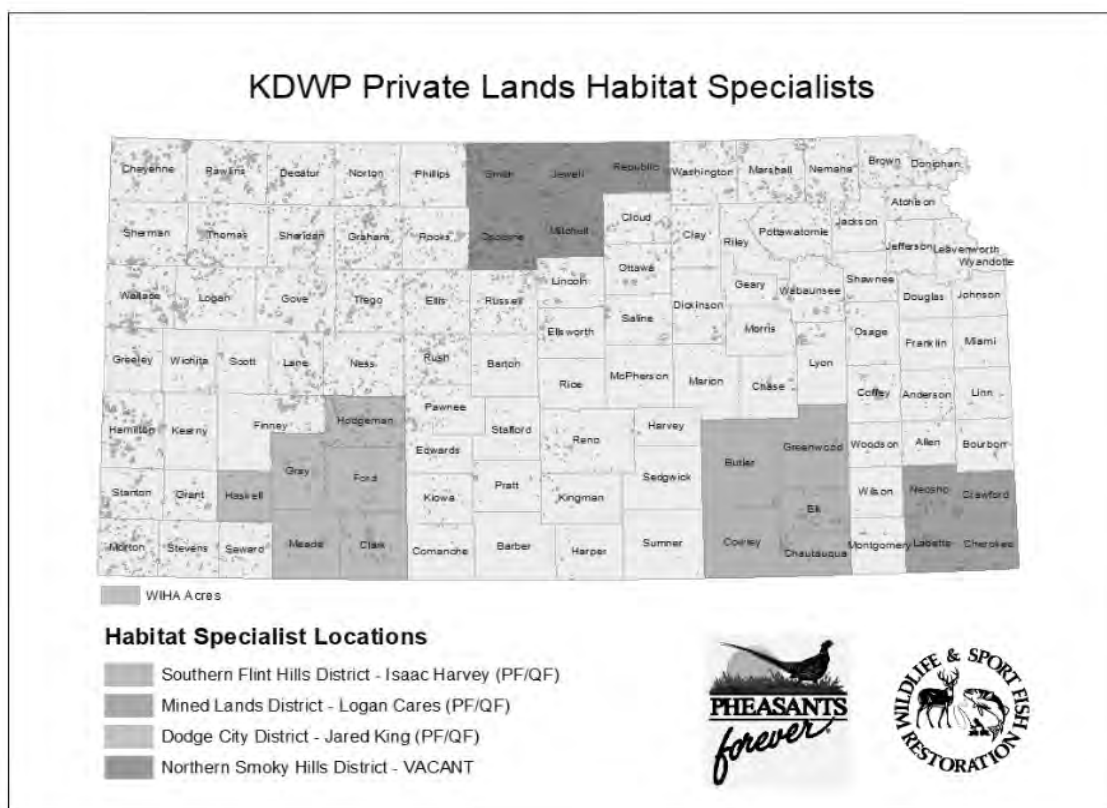 KDWP Private Lands Habitat Specialists
Cheyenne Rawlins Decatur Norton Phillips Smith Jewell Republic Washington Marshall Nemaha Brown Doniphan
Atchison
Sherman Thomas Sheridan Graham Rooks Osborne Mitchell Cloud Clay Riley Pottawatomie Jackson Jefferson Leavenworth
Wyandotte
Wallace Logan Gove Trego Ellis Russell Lincoln Ottawa Dickinson Geary Wabaunsee Shawnee Douglas Johnson
Ellsworth Saline Morris Osage Franklin Miami
Greeley Wichita Scott Lane Ness Rush Barton Rice McPherson Marion Chase Lyon Coffey Anderson Linn
Hamilton Kearny Finney Hodgeman Pawnee Stafford Reno Harvey Butler Greenwood Woodson Allen Bourbon
Gray Ford Edwards Sedgwick
Stanton Grant Haskell Kiowa Pratt Kingman Elk Wilson Neosho Crawford
Morton Stevens Seward Meade Clark Comanche Barber Harper Sumner Cowley Chautauqua Montgomery Labette Cherokee
WIHA Acres
Habitat Specialist Locations
Southern Flint Hills District - Isaac Harvey (PF/QF)
Mined Lands District - Logan Cares (PF/QF)
Dodge City District - Jared King (PF/QF)
Northern Smoky Hills District - VACANT
PHEASANTS
forever
WILDLIFE & SPORT FISH
RESTORATION